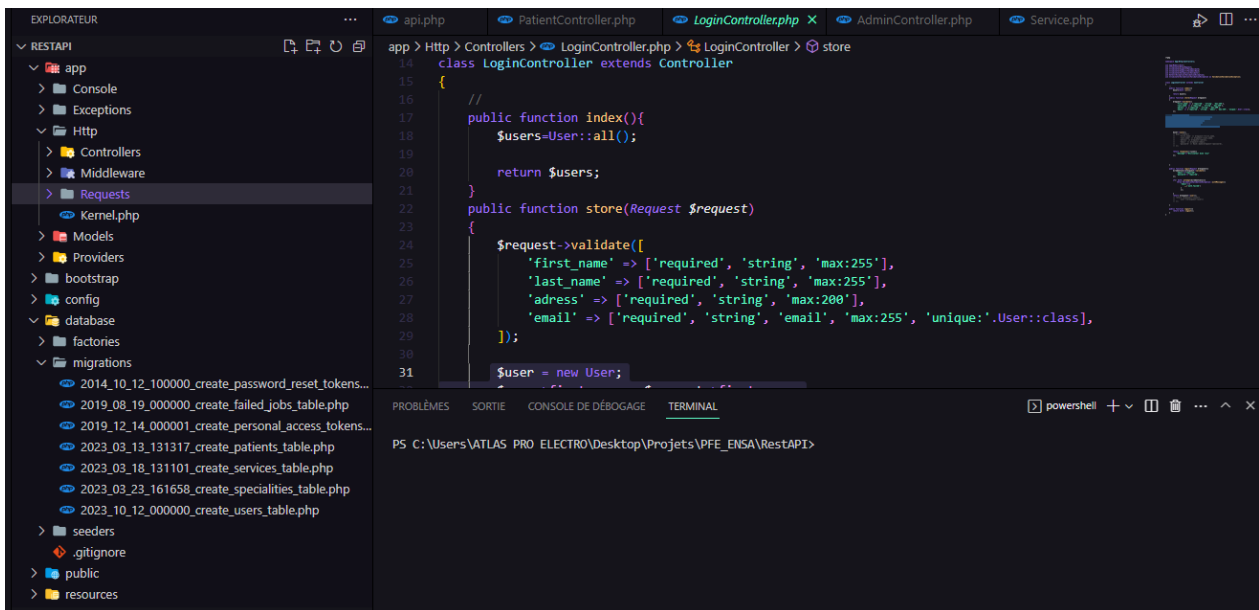 EXPLORATEUR ...
RESTAPI
app
Console
Exceptions
Http
Controllers
Middleware
Requests
Kernel.php
Models
Providers
bootstrap
config
database
factories
migrations
2014_10_12_100000_create_password_reset_tokens...
2019_08_19_000000_create_failed_jobs_table.php
2019_12_14_000001_create_personal_access_tokens...
2023_03_13_131317_create_patients_table.php
2023_03_18_131101_create_services_table.php
2023_03_23_161658_create_specialities_table.php
2023_10_12_000000_create_users_table.php
seeders
.gitignore
public
resources
api.php PatientController.php LoginController.php AdminController.php Service.php ...
app > Http > Controllers > LoginController.php > LoginController > store
14 class LoginController extends Controller
15 {
16 //
17 public function index(){
18 $users=User::all();
19
20 return $users;
21 }
22 public function store(Request $request)
23 {
24 $request->validate([
25 'first_name' => ['required', 'string', 'max:255'],
26 'last_name' => ['required', 'string', 'max:255'],
27 'adress' => ['required', 'string', 'max:200'],
28 'email' => ['required', 'string', 'email', 'max:255', 'unique:'.User::class],
29 ]);
30
31 $user = new User;
PROBLÈMES SORTIE CONSOLE DE DÉBOGAGE TERMINAL powershell ...
PS C:\Users\ATLAS PRO ELECTRO\Desktop\Projets\PFE_ENSA\RestAPI>